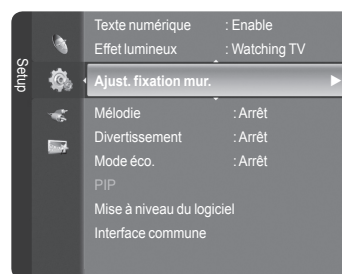 Setup
Texte numérique : Enable
Effet lumineux : Watching TV
Ajust. fixation mur.
Mélodie : Arrêt
Divertissement : Arrêt
Mode éco. : Arrêt
PIP
Mise à niveau du logiciel
Interface commune